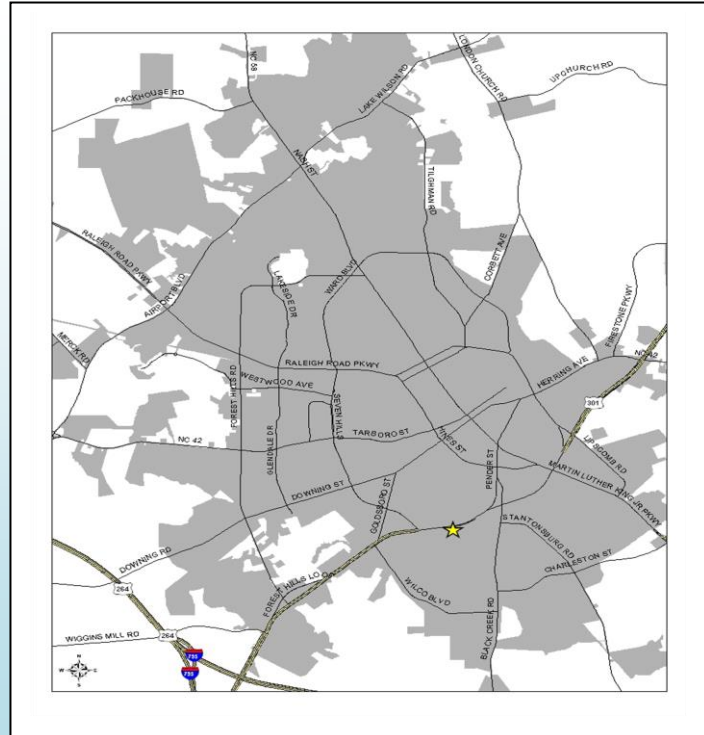 NC 58
LONDON CHURCH RD
UPCHURCH RD
LAKE WILSON RD
PACKHOUSE RD
NASH ST
TILGHMAN RD
CORBETT AVE
RALEIGH ROAD PKWY
LAKESIDE DR
WARD BLVD
AIRPORT BLVD
FIRESTONE PKWY
MERCK RD
RALEIGH ROAD PKWY
NC 42
HERRING AVE
FOREST HILLS RD
WESTWOOD AVE
301
SEVEN HILLS
GLENDALE DR
TARBORO ST
HINES ST
LIPSCOMB RD
NC 42
PENDER ST
MARTIN LUTHER KING JR PKWY
DOWNING ST
GOLDSBORO ST
STANTONSBURG RD
DOWNING RD
CHARLESTON ST
264
FOREST HILLS LOOP
WILCO BLVD
BLACK CREEK RD
WIGGINS MILL RD
264
795
795
N
W
E
S